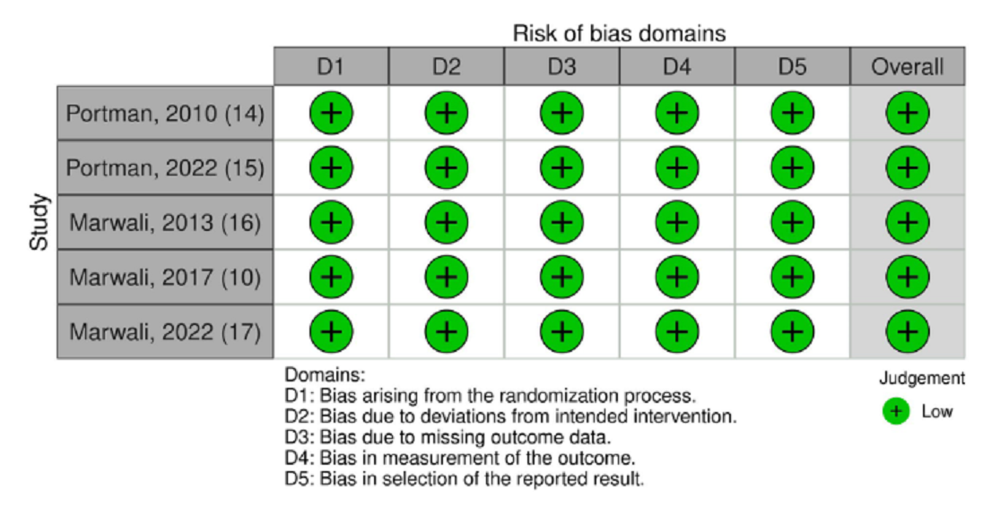 Risk of bias domains
D1 D2 D3 D4 D5 Overall
Study
Portman, 2010 (14) + + + + + +
Portman, 2022 (15) + + + + + +
Marwali, 2013 (16) + + + + + +
Marwali, 2017 (10) + + + + + +
Marwali, 2022 (17) + + + + + +
Domains:
D1: Bias arising from the randomization process.
D2: Bias due to deviations from intended intervention.
D3: Bias due to missing outcome data.
D4: Bias in measurement of the outcome.
D5: Bias in selection of the reported result.
Judgement
+ Low